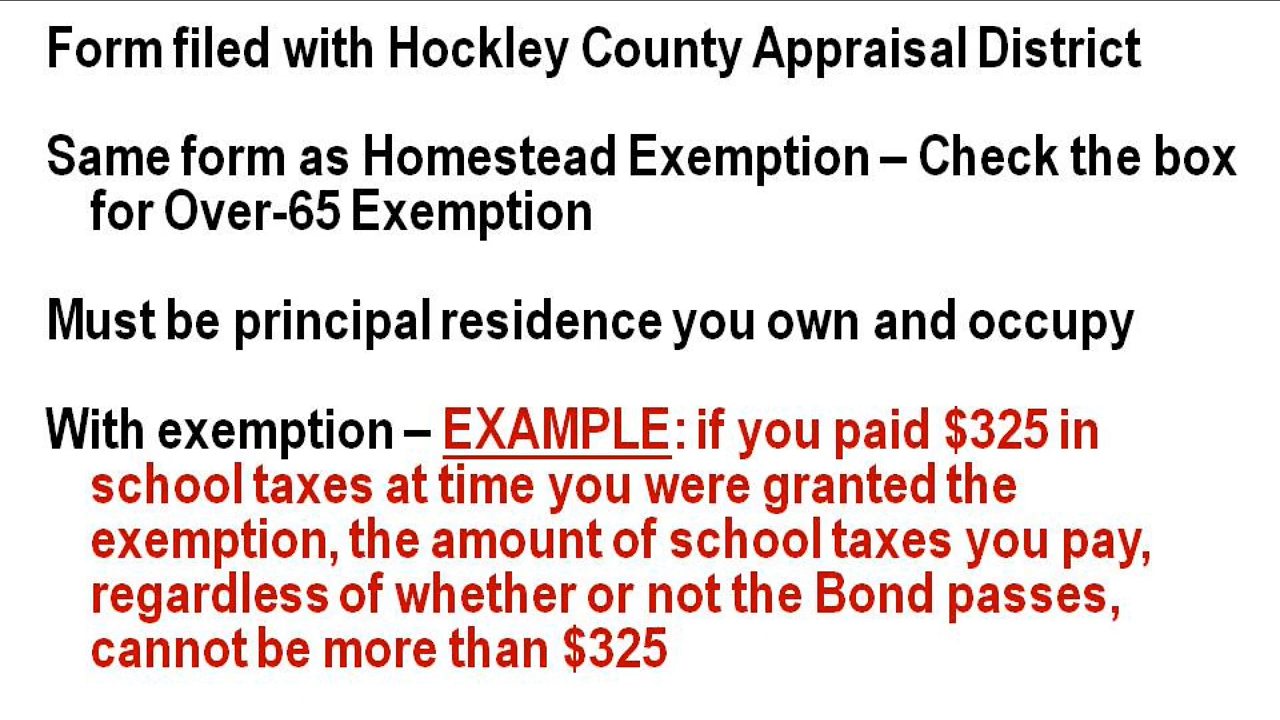 Form filed with Hockley County Appraisal District
Same form as Homestead Exemption – Check the box
for Over-65 Exemption
Must be principal residence you own and occupy
With exemption – EXAMPLE: if you paid $325 in
school taxes at time you were granted the
exemption, the amount of school taxes you pay,
regardless of whether or not the Bond passes,
cannot be more than $325